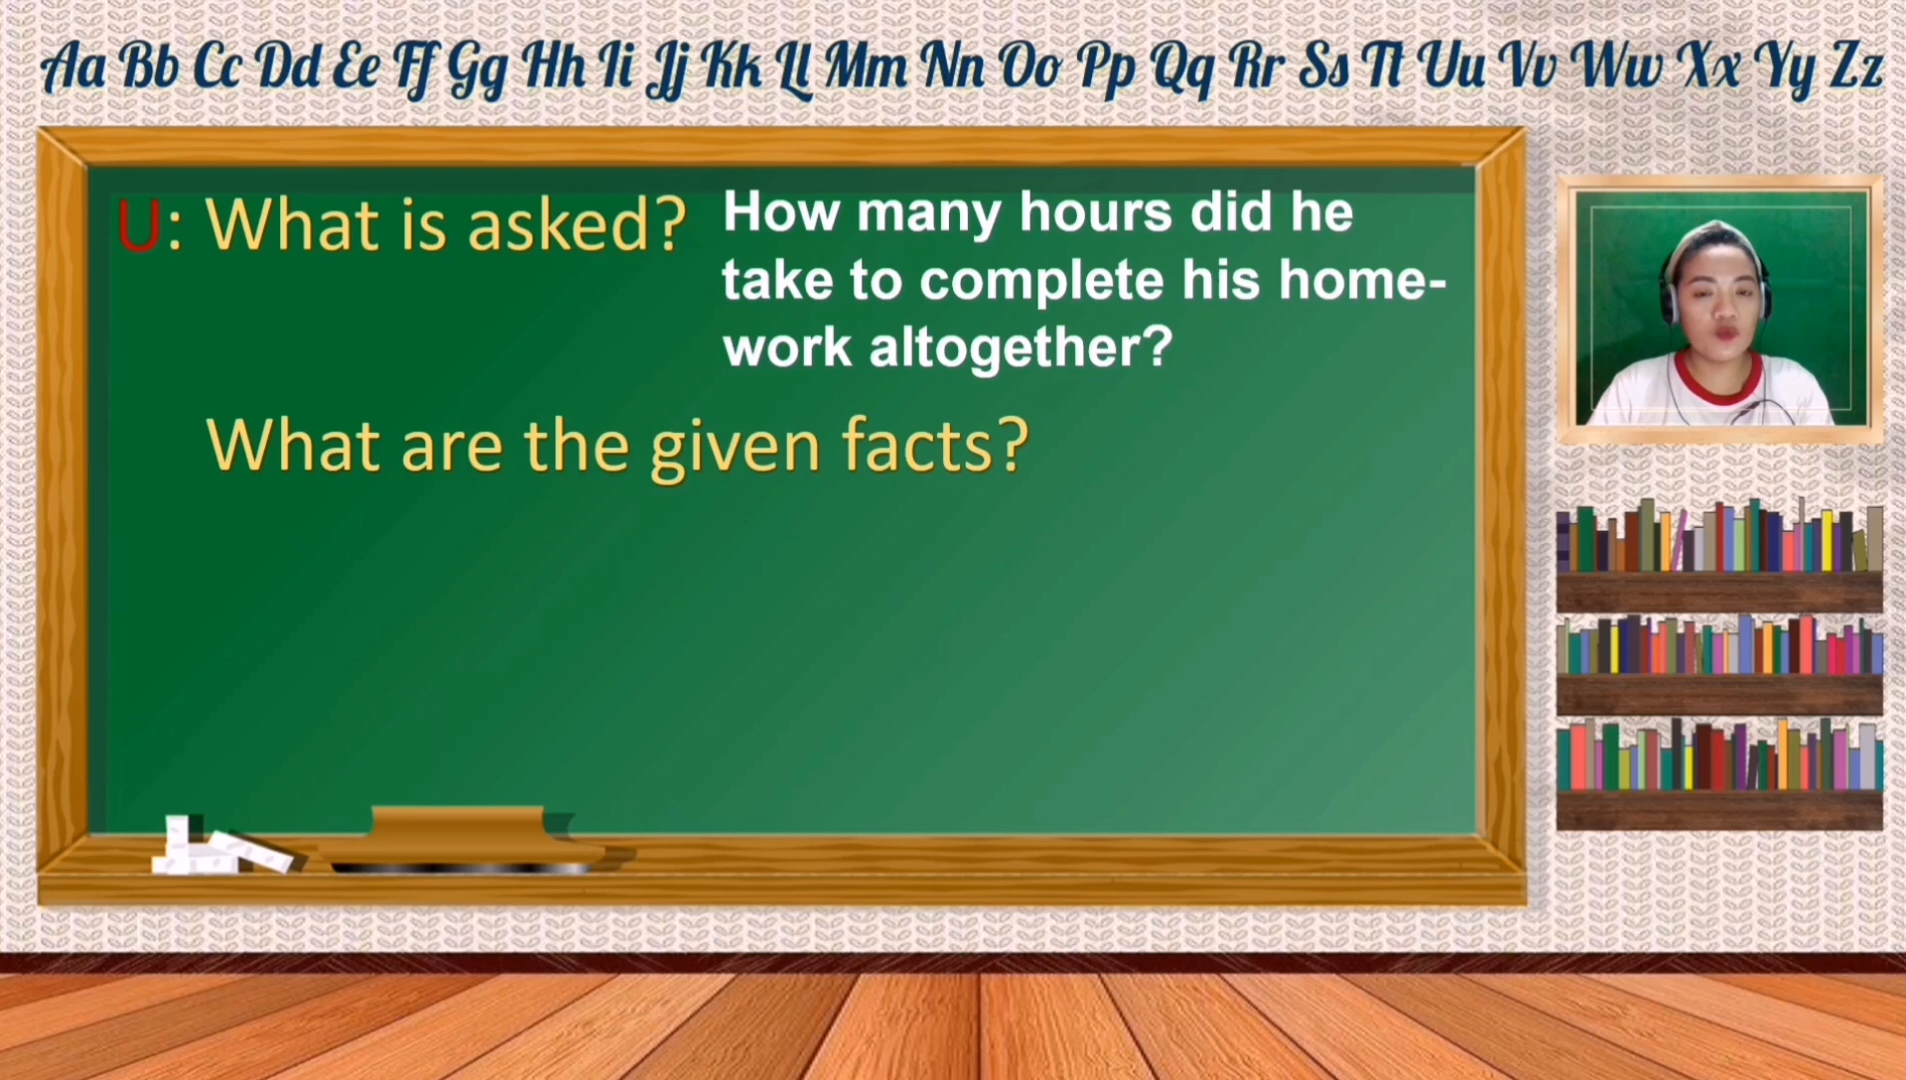 Aa Bb Cc Dd Ee Ff Gg Hh Ii Jj Kk Ll Mm Nn Oo Pp Qq Rr Ss Tt Uu Vv Ww Xx Yy Zz
U: What is asked?
How many hours did he
take to complete his home-
work altogether?
What are the given facts?